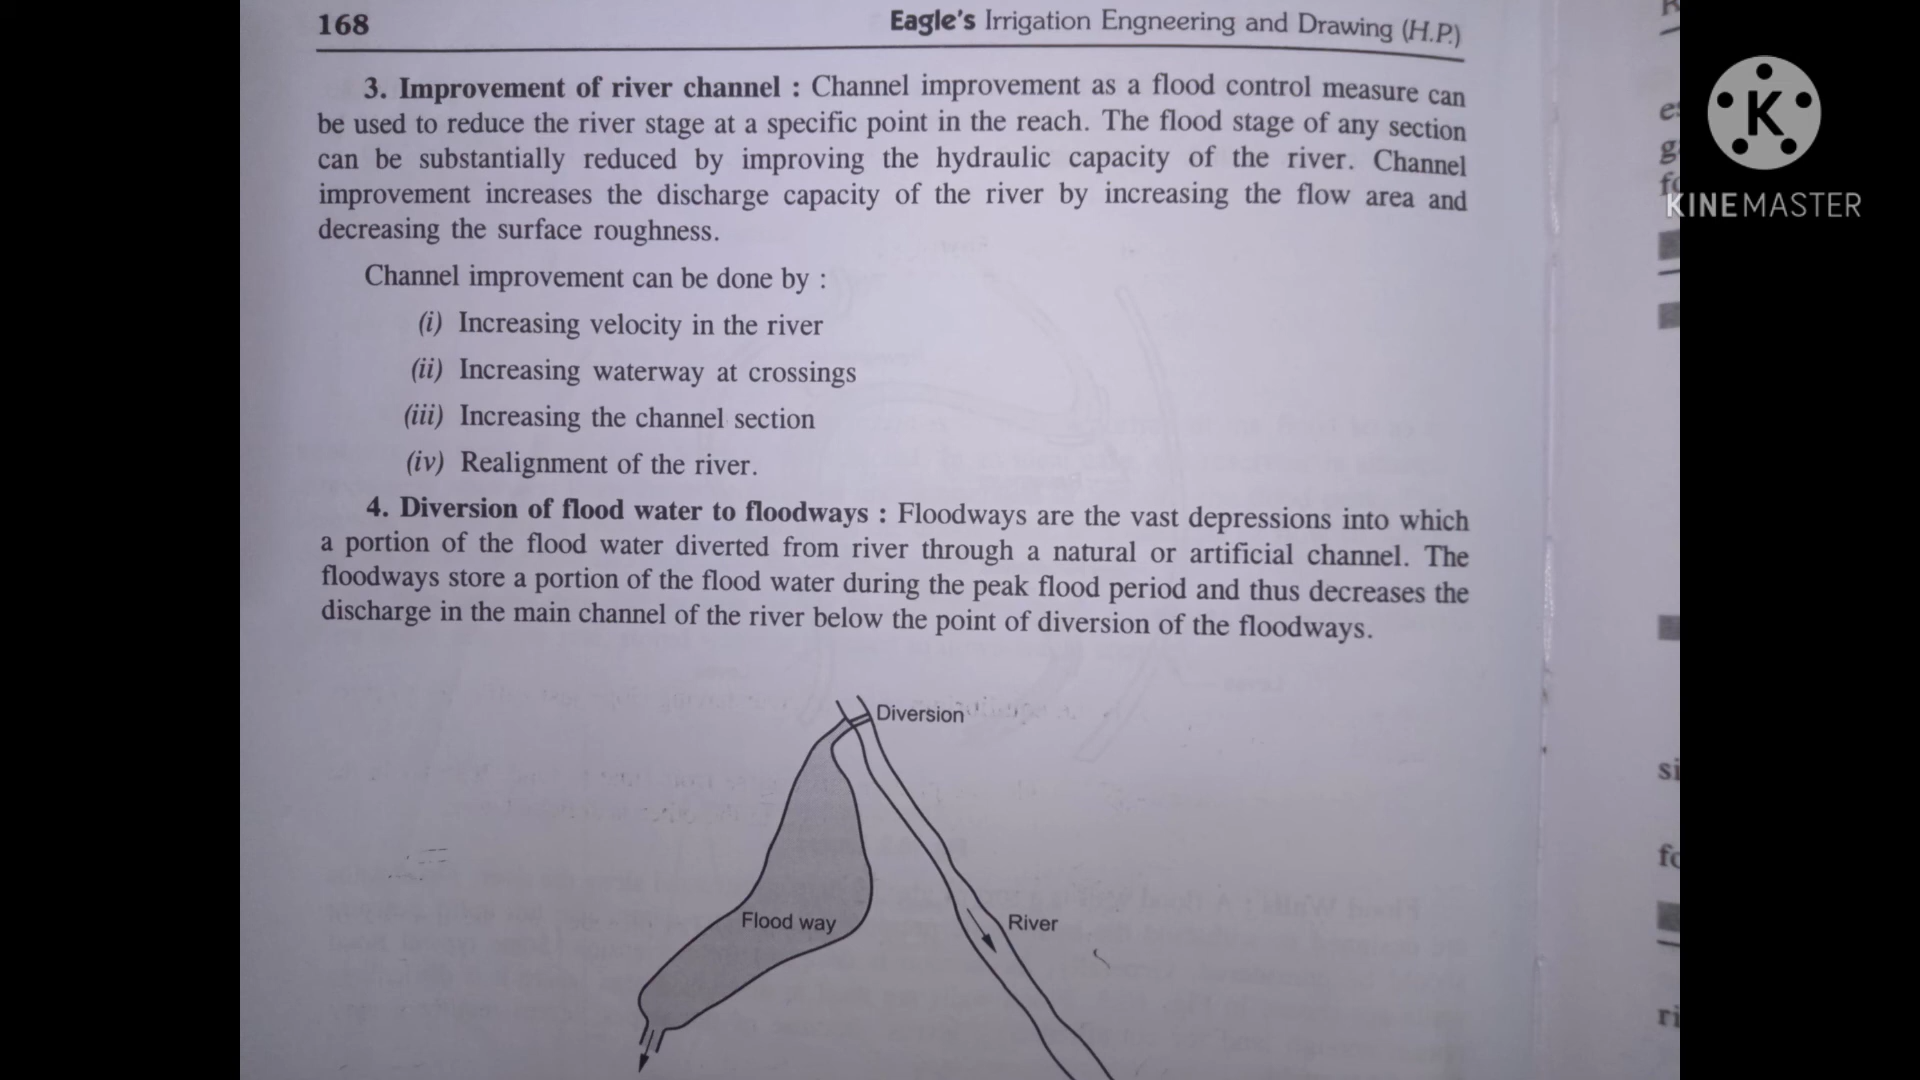 168
Eagle's Irrigation Engneering and Drawing (H.P.)
3. Improvement of river channel : Channel improvement as a flood control measure can
be used to reduce the river stage at a specific point in the reach. The flood stage of any section
can be substantially reduced by improving the hydraulic capacity of the river. Channel
improvement increases the discharge capacity of the river by increasing the flow area and
decreasing the surface roughness.
Channel improvement can be done by :
(i) Increasing velocity in the river
(ii) Increasing waterway at crossings
(iii) Increasing the channel section
(iv) Realignment of the river.
4. Diversion of flood water to floodways : Floodways are the vast depressions into which
a portion of the flood water diverted from river through a natural or artificial channel. The
floodways store a portion of the flood water during the peak flood period and thus decreases the
discharge in the main channel of the river below the point of diversion of the floodways.
Diversion
Flood way
River
K
KINEMASTER